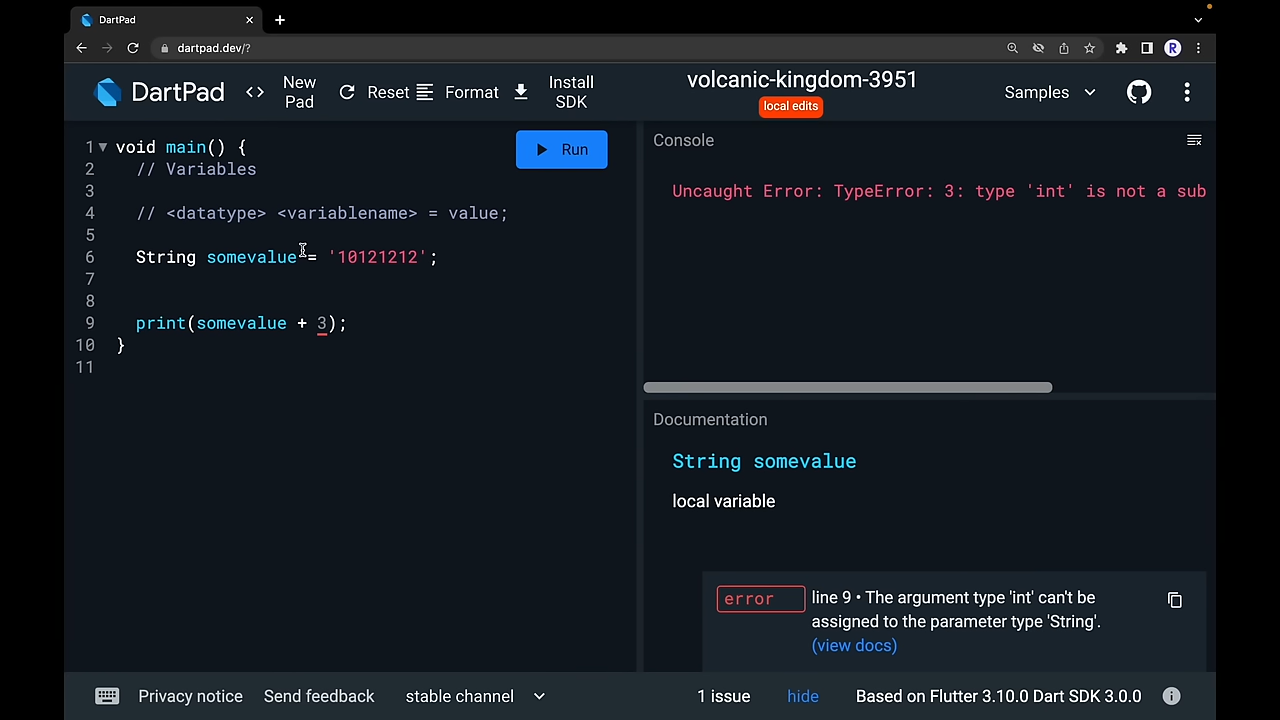 DartPad
dartpad.dev/?
R
DartPad
<>
New Pad
Reset
Format
Install SDK
volcanic-kingdom-3951
local edits
Samples
1 void main() {
2 // Variables
3
4 // <datatype> <variablename> = value;
5
6 String somevalue = '10121212';
7
8
9 print(somevalue + 3);
10 }
11
Run
Console
Uncaught Error: TypeError: 3: type 'int' is not a sub
Documentation
String somevalue
local variable
error
line 9 • The argument type 'int' can't be
assigned to the parameter type 'String'.
(view docs)
Privacy notice
Send feedback
stable channel
1 issue
hide
Based on Flutter 3.10.0 Dart SDK 3.0.0